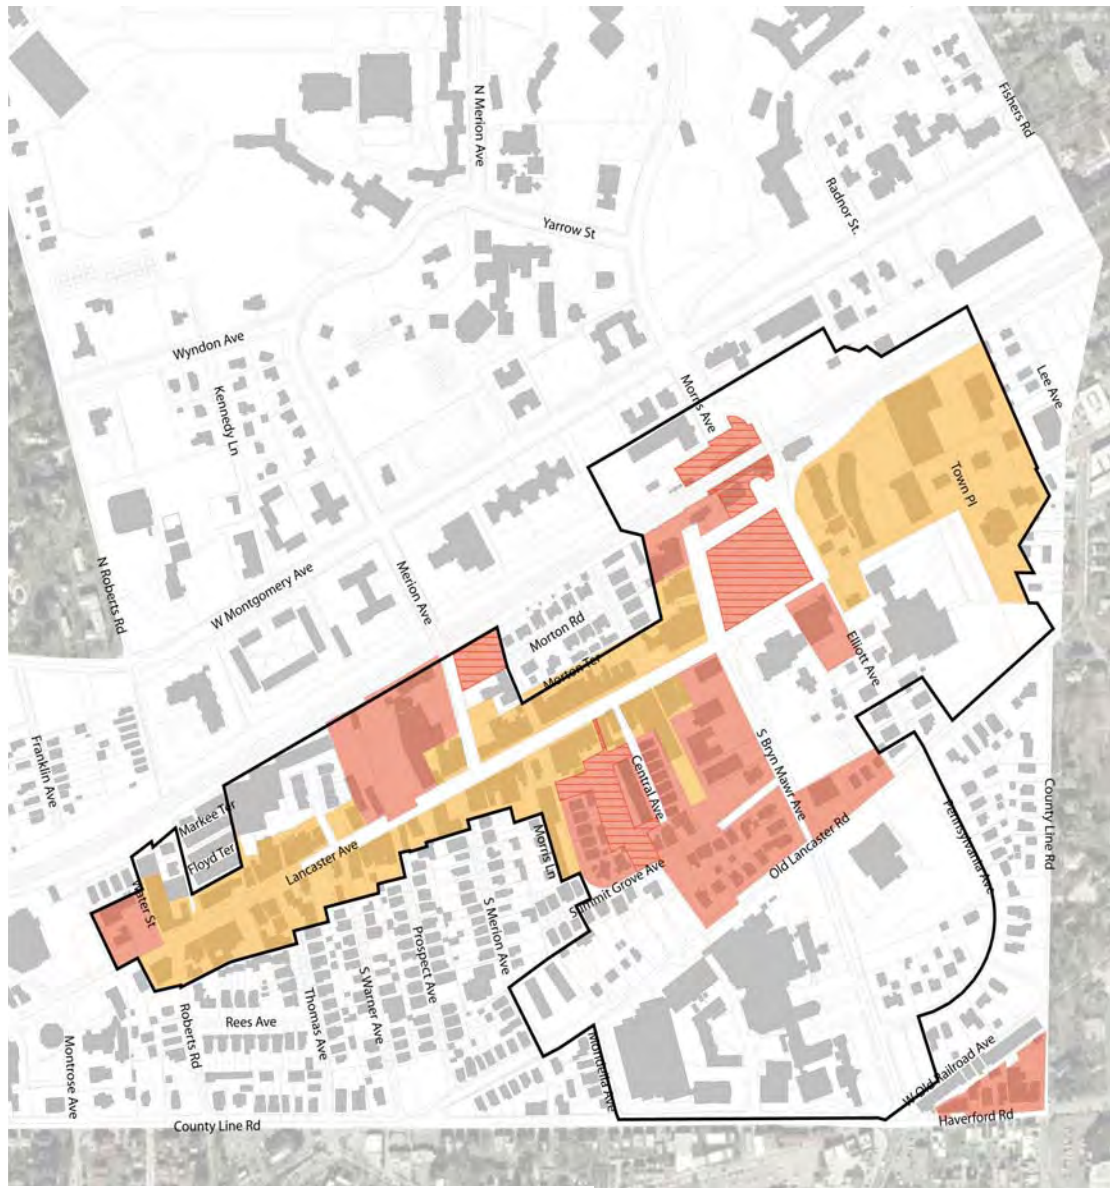 Fishers Rd
N Merion Ave
Radnor St.
Yarrow St
Wyndon Ave
Lee Ave
Kennedy Ln
Morris Ave
Town Pl
N Roberts Rd
W Montgomery Ave
Merion Ave
Morton Rd
Elliott Ave
Morton Ter
S Bryn Mawr Ave
Franklin Ave
Central Ave
Markee Ter
County Line Rd
Pennsylvania Ave
Floyd Ter
Lancaster Ave
Morris Ln
Old Lancaster Rd
Water St
Summit Grove Ave
S Merion Ave
Prospect Ave
S Warner Ave
Thomas Ave
Rees Ave
Roberts Rd
Montrose Ave
Mondella Ave
W Old Railroad Ave
Haverford Rd
County Line Rd